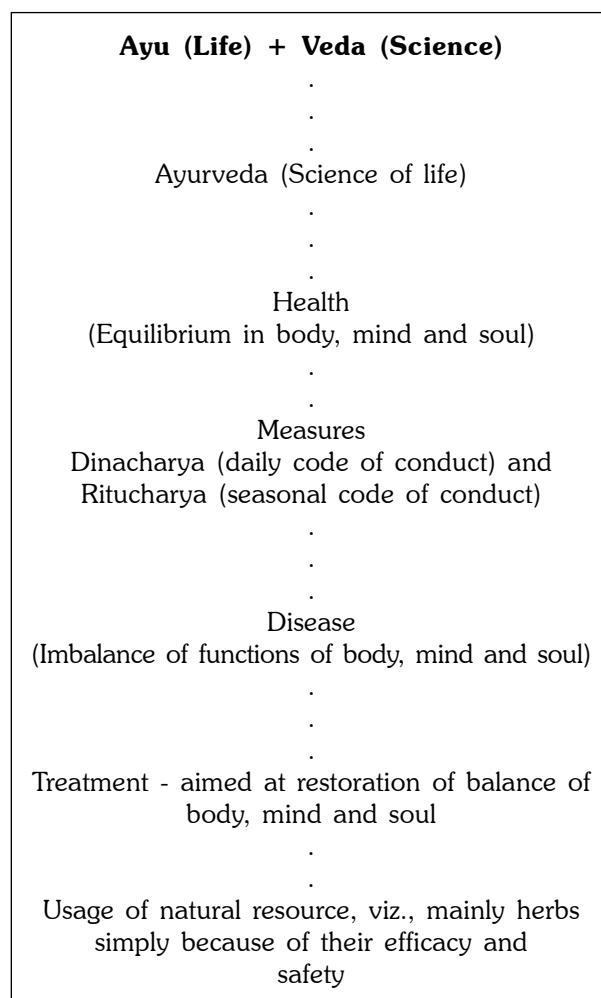 Ayu (Life) + Veda (Science)
.
.
.
Ayurveda (Science of life)
.
.
.
Health
(Equilibrium in body, mind and soul)
.
.
Measures
Dinacharya (daily code of conduct) and
Ritucharya (seasonal code of conduct)
.
.
.
Disease
(Imbalance of functions of body, mind and soul)
.
.
.
Treatment - aimed at restoration of balance of
body, mind and soul
.
.
Usage of natural resource, viz., mainly herbs
simply because of their efficacy and
safety